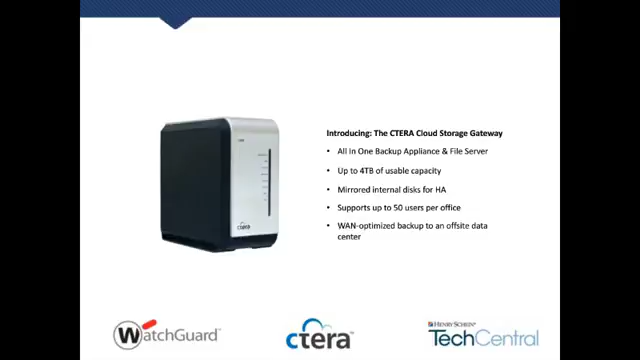 Introducing: The CTERA Cloud Storage Gateway
• All In One Backup Appliance & File Server
• Up to 4TB of usable capacity
• Mirrored internal disks for HA
• Supports up to 50 users per office
• WAN-optimized backup to an offsite data
center
ctera
WatchGuard
ctera
HENRY SCHEIN
TechCentral